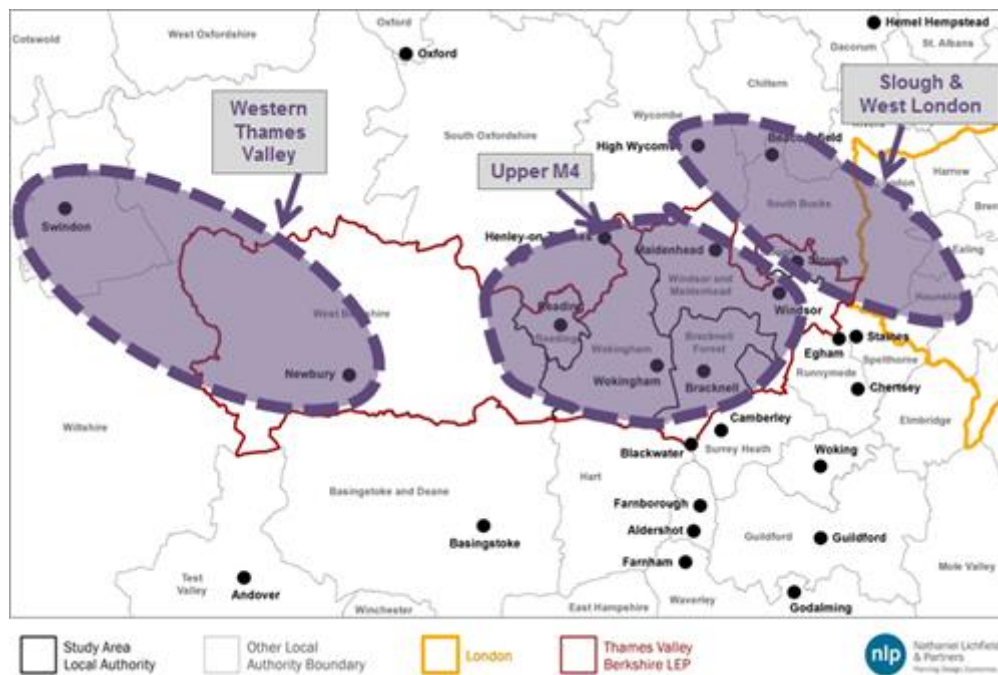 Hemel Hempstead
Oxford
Dacorum
St. Albans
Cotswold
West Oxfordshire
Oxford
Chiltern
Slough &
West London
Western
Thames
Valley
Wycombe
South Oxfordshire
High Wycombe
Harrow
Upper M4
Swindon
South Bucks
Ealing
Henley-on-Thames
Maidenhead
Slough
Windsor and
Maidenhead
Windsor
West Berkshire
Reading
Reading
Staines
Egham
Spelthorne
Runnymede
Wokingham
Bracknell
Forest
Newbury
Wokingham
Bracknell
Chertsey
Elmbridge
Wiltshire
Camberley
Blackwater
Surrey Heath
Woking
Hart
Basingstoke and Deane
Farnborough
Basingstoke
Aldershot
Guildford
Guildford
Farnham
Mole Valley
Test
Valley
Andover
Waverley
Godalming
Winchester
East Hampshire
Study Area
Local Authority
Other Local
Authority Boundary
London
Thames Valley
Berkshire LEP
nlp
Nathaniel Lichfield
& Partners
Planning. Design. Economics.